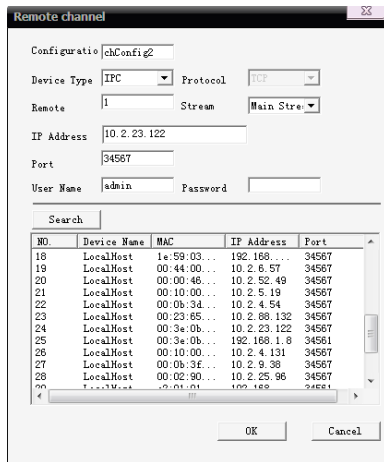 Remote channel
Configuratio chConfig2
Device Type IPC Protocol TCP
Remote 1 Stream Main Stre
IP Address 10.2.23.122
Port 34567
User Name admin Password
Search
NO. Device Name MAC IP Address Port
18 LocalHost 1e:59:03... 192.168.... 34567
19 LocalHost 00:44:00... 10.2.6.57 34567
20 LocalHost 00:00:46... 10.2.52.49 34567
21 LocalHost 00:10:00... 10.2.5.19 34567
22 LocalHost 00:0b:3d... 10.2.4.54 34567
23 LocalHost 00:23:65... 10.2.88.132 34567
24 LocalHost 00:3e:0b... 10.2.23.122 34567
25 LocalHost 00:3e:0b... 192.168.1.8 34561
26 LocalHost 00:10:00... 10.2.4.131 34567
27 LocalHost 00:0b:3f... 10.2.9.38 34567
28 LocalHost 00:02:90... 10.2.25.96 34567
OK Cancel